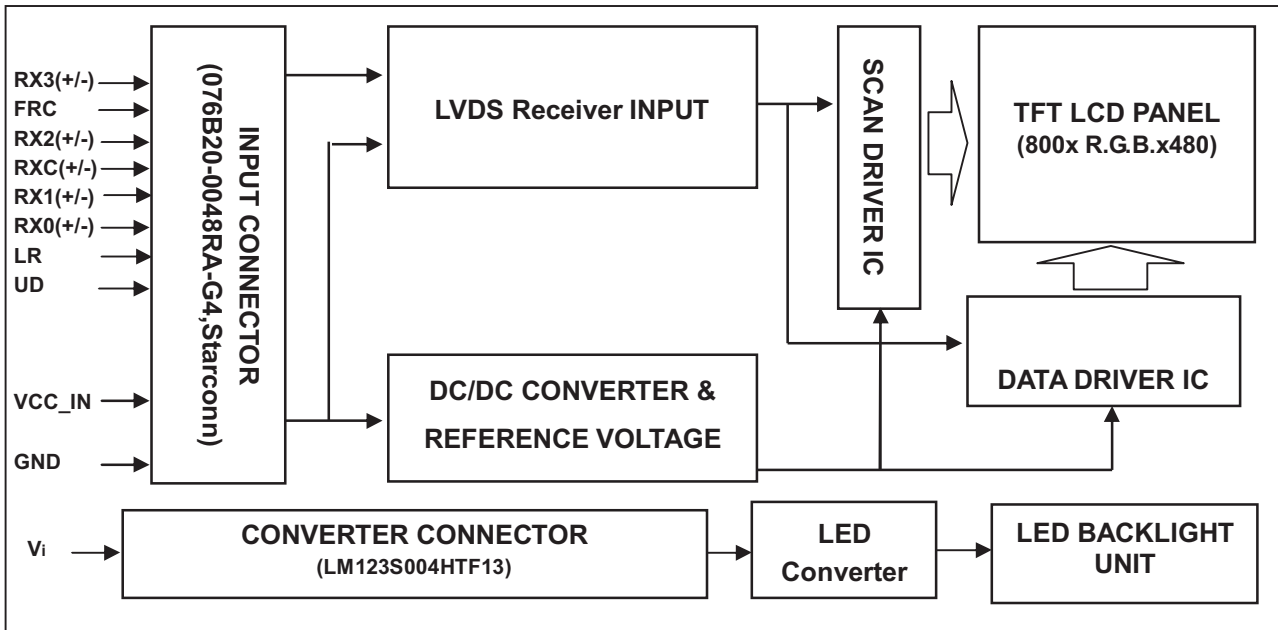 RX3(+/-)
FRC
RX2(+/-)
RXC(+/-)
RX1(+/-)
RX0(+/-)
LR
UD
VCC_IN
GND
INPUT CONNECTOR
(076B20-0048RA-G4,Starconn)
LVDS Receiver INPUT
SCAN DRIVER IC
TFT LCD PANEL
(800x R.G.B.x480)
DC/DC CONVERTER &
REFERENCE VOLTAGE
DATA DRIVER IC
Vi
CONVERTER CONNECTOR
(LM123S004HTF13)
LED
Converter
LED BACKLIGHT
UNIT